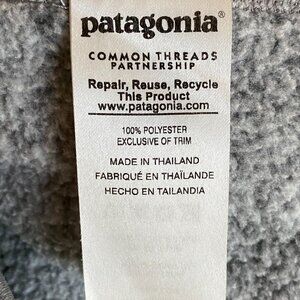 patagonia®
COMMON THREADS
PARTNERSHIP
Repair, Reuse, Recycle
This Product
www.patagonia.com
100% POLYESTER
EXCLUSIVE OF TRIM
MADE IN THAILAND
FABRIQUÉ EN THAÏLANDE
HECHO EN TAILANDIA